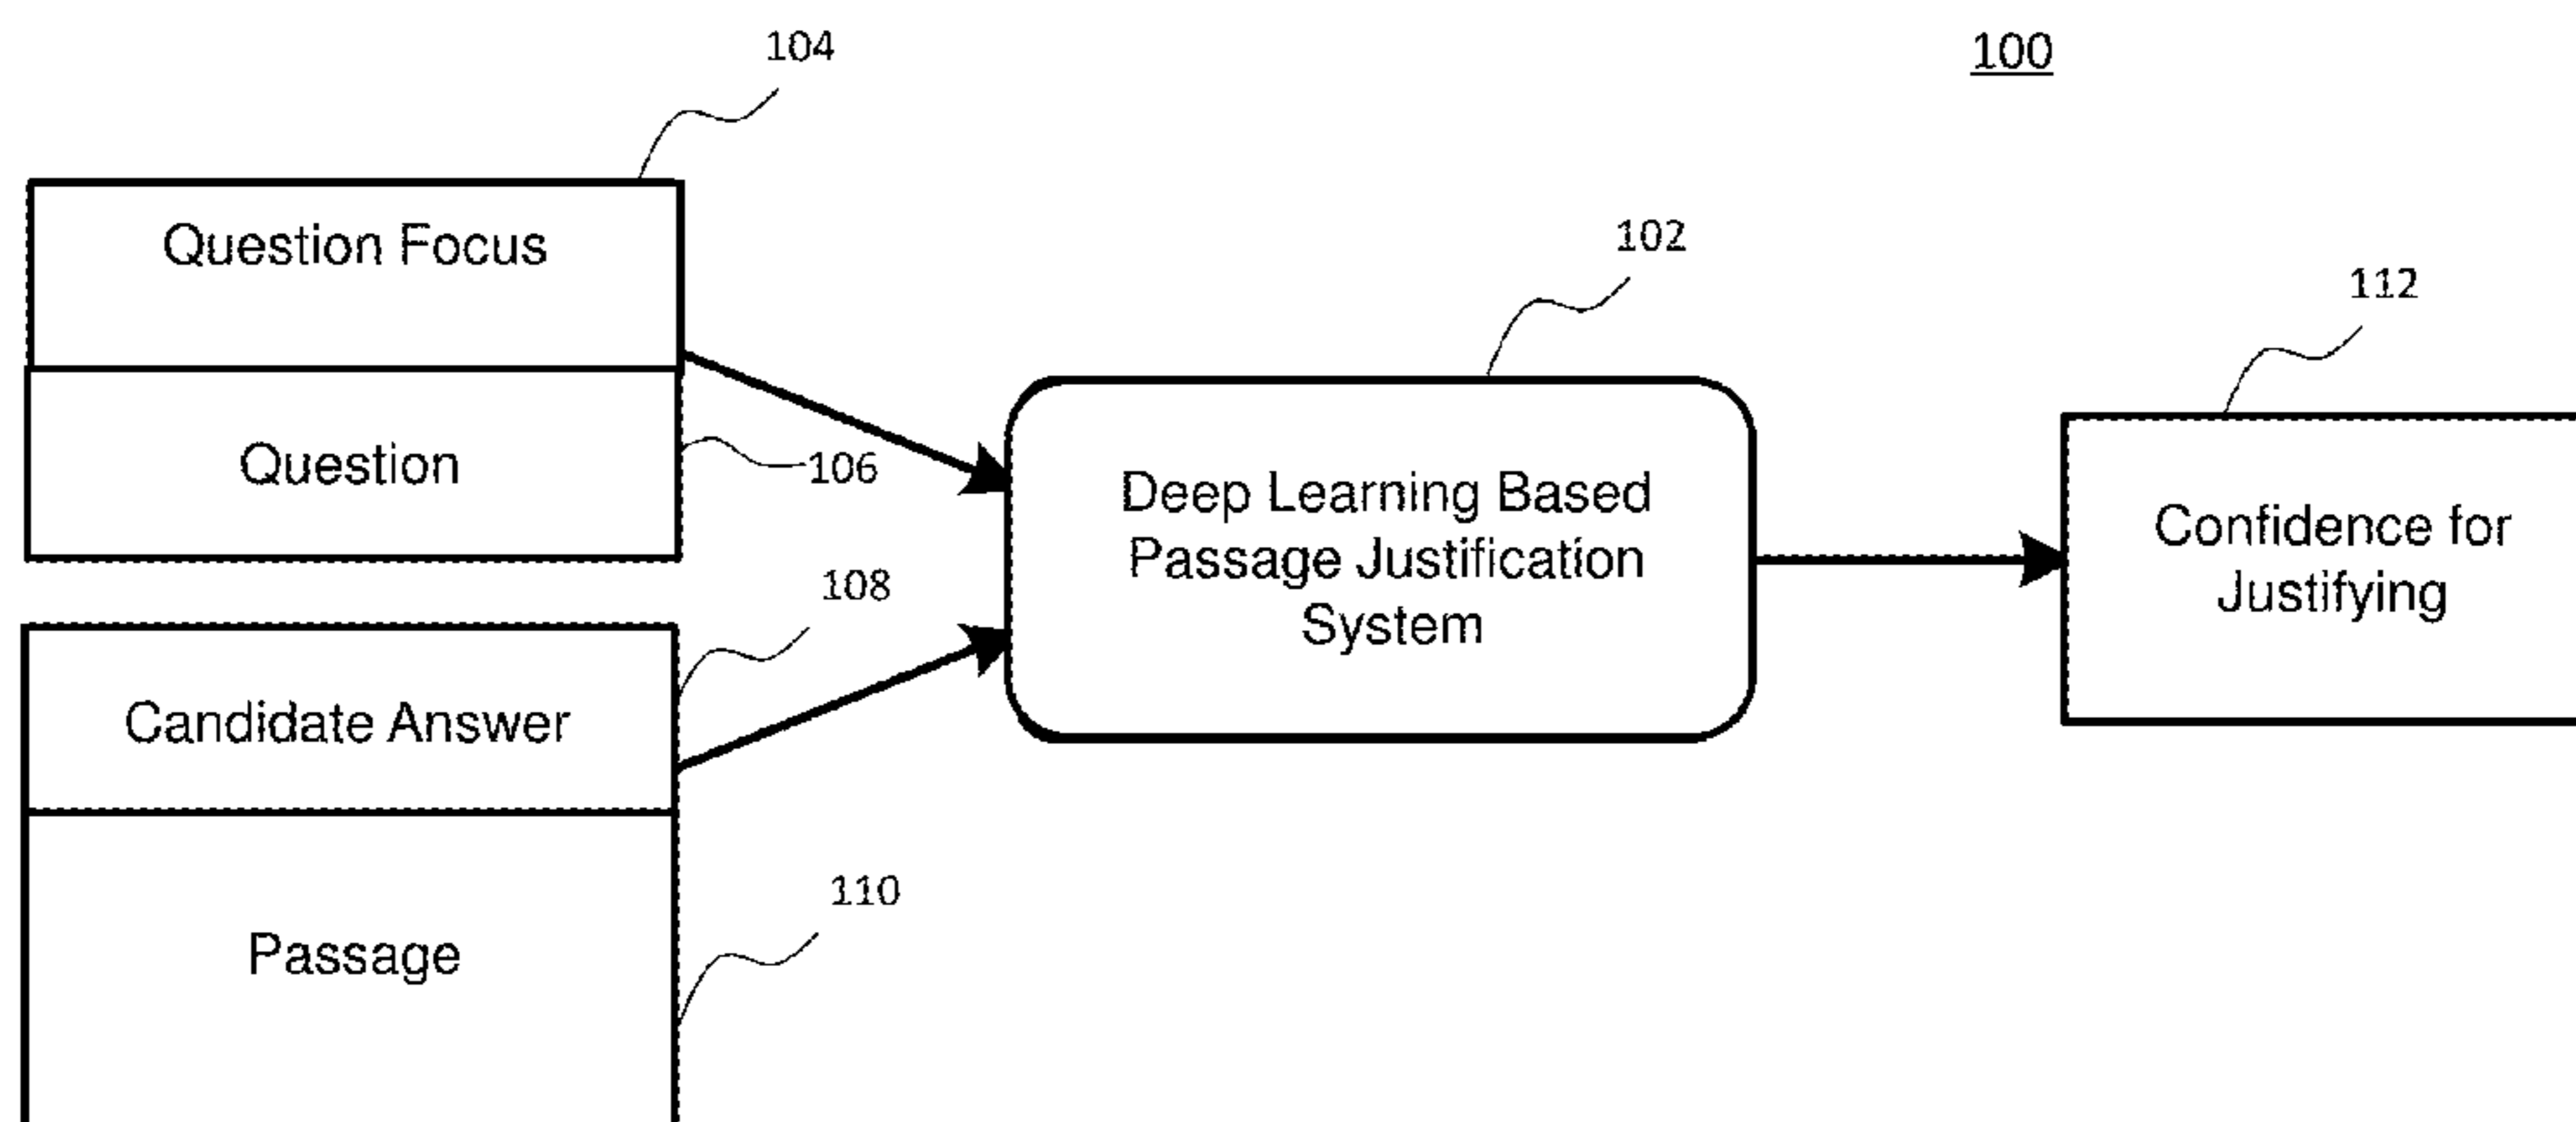 104
100
Question Focus
102
112
Question
106
Deep Learning Based
Passage Justification
System
Confidence for
Justifying
108
Candidate Answer
110
Passage